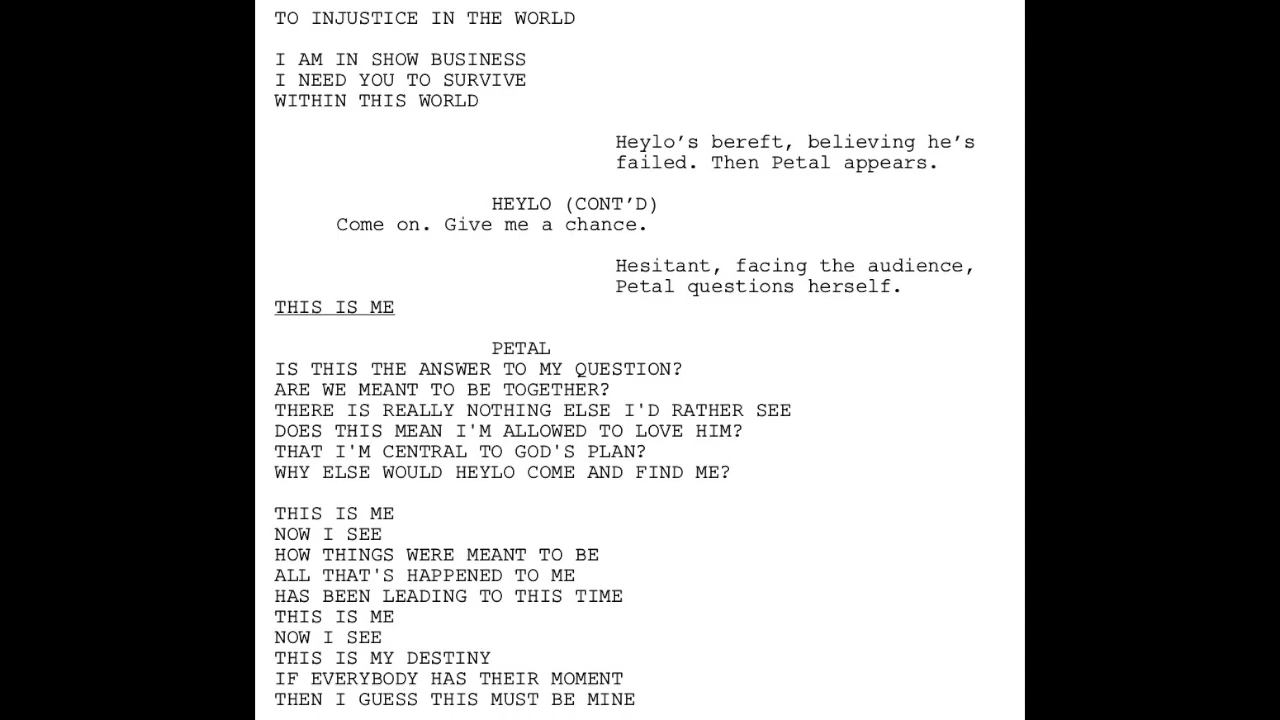 TO INJUSTICE IN THE WORLD
I AM IN SHOW BUSINESS
I NEED YOU TO SURVIVE
WITHIN THIS WORLD
Heylo’s bereft, believing he’s
failed. Then Petal appears.
HEYLO (CONT’D)
Come on. Give me a chance.
Hesitant, facing the audience,
Petal questions herself.
THIS IS ME
PETAL
IS THIS THE ANSWER TO MY QUESTION?
ARE WE MEANT TO BE TOGETHER?
THERE IS REALLY NOTHING ELSE I'D RATHER SEE
DOES THIS MEAN I'M ALLOWED TO LOVE HIM?
THAT I'M CENTRAL TO GOD'S PLAN?
WHY ELSE WOULD HEYLO COME AND FIND ME?
THIS IS ME
NOW I SEE
HOW THINGS WERE MEANT TO BE
ALL THAT'S HAPPENED TO ME
HAS BEEN LEADING TO THIS TIME
THIS IS ME
NOW I SEE
THIS IS MY DESTINY
IF EVERYBODY HAS THEIR MOMENT
THEN I GUESS THIS MUST BE MINE